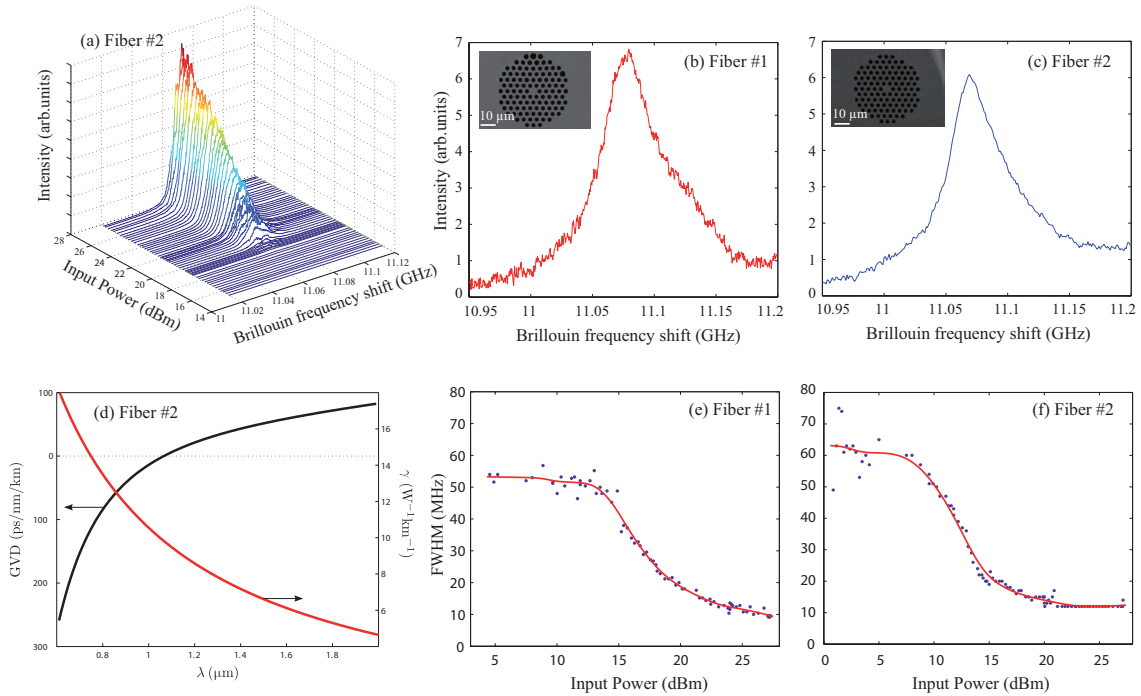 (a) Fiber #2
Intensity (arb.units)
28
26
24
22
20
18
16
14
Input Power (dBm)
11
11.02
11.04
11.06
11.08
11.1
11.12
Brillouin frequency shift (GHz)
(b) Fiber #1
10 µm
Intensity (arb.units)
7
6
5
4
3
2
1
0
10.95 11 11.05 11.1 11.15 11.2
Brillouin frequency shift (GHz)
(c) Fiber #2
10 µm
7
6
5
4
3
2
1
0
10.95 11 11.05 11.1 11.15 11.2
Brillouin frequency shift (GHz)
(d) Fiber #2
GVD (ps/nm/km)
100
0
100
200
300
γ (W⁻¹km⁻¹)
16
14
12
10
8
6
0.8 1 1.2 1.4 1.6 1.8
λ (µm)
(e) Fiber #1
FWHM (MHz)
80
70
60
50
40
30
20
10
0
5 10 15 20 25
Input Power (dBm)
(f) Fiber #2
80
70
60
50
40
30
20
10
0
0 5 10 15 20 25
Input Power (dBm)